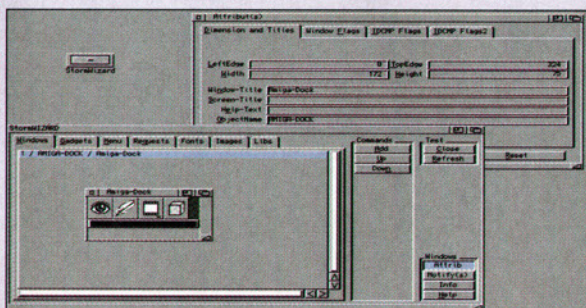 Attribut(a)
Dimension and Titles
Window Flags
IDCMP Flags
IDCMP Flags2
StormWizard
LeftEdge 0 TopEdge 224
Width 172 Height 75
Window-Title Amiga-Dock
Screen-Title
Help-Text
ObjectName AMIGA-DOCK
Reset
StormWIZARD
Windows Gadgets Menu Requests Fonts Images Libs
1 / AMIGA-DOCK / Amiga-Dock
Amiga-Dock
Commands
Add
Up
Down
Test
Close
Refresh
Windows
Attrib
Notify(a)
Info
Help